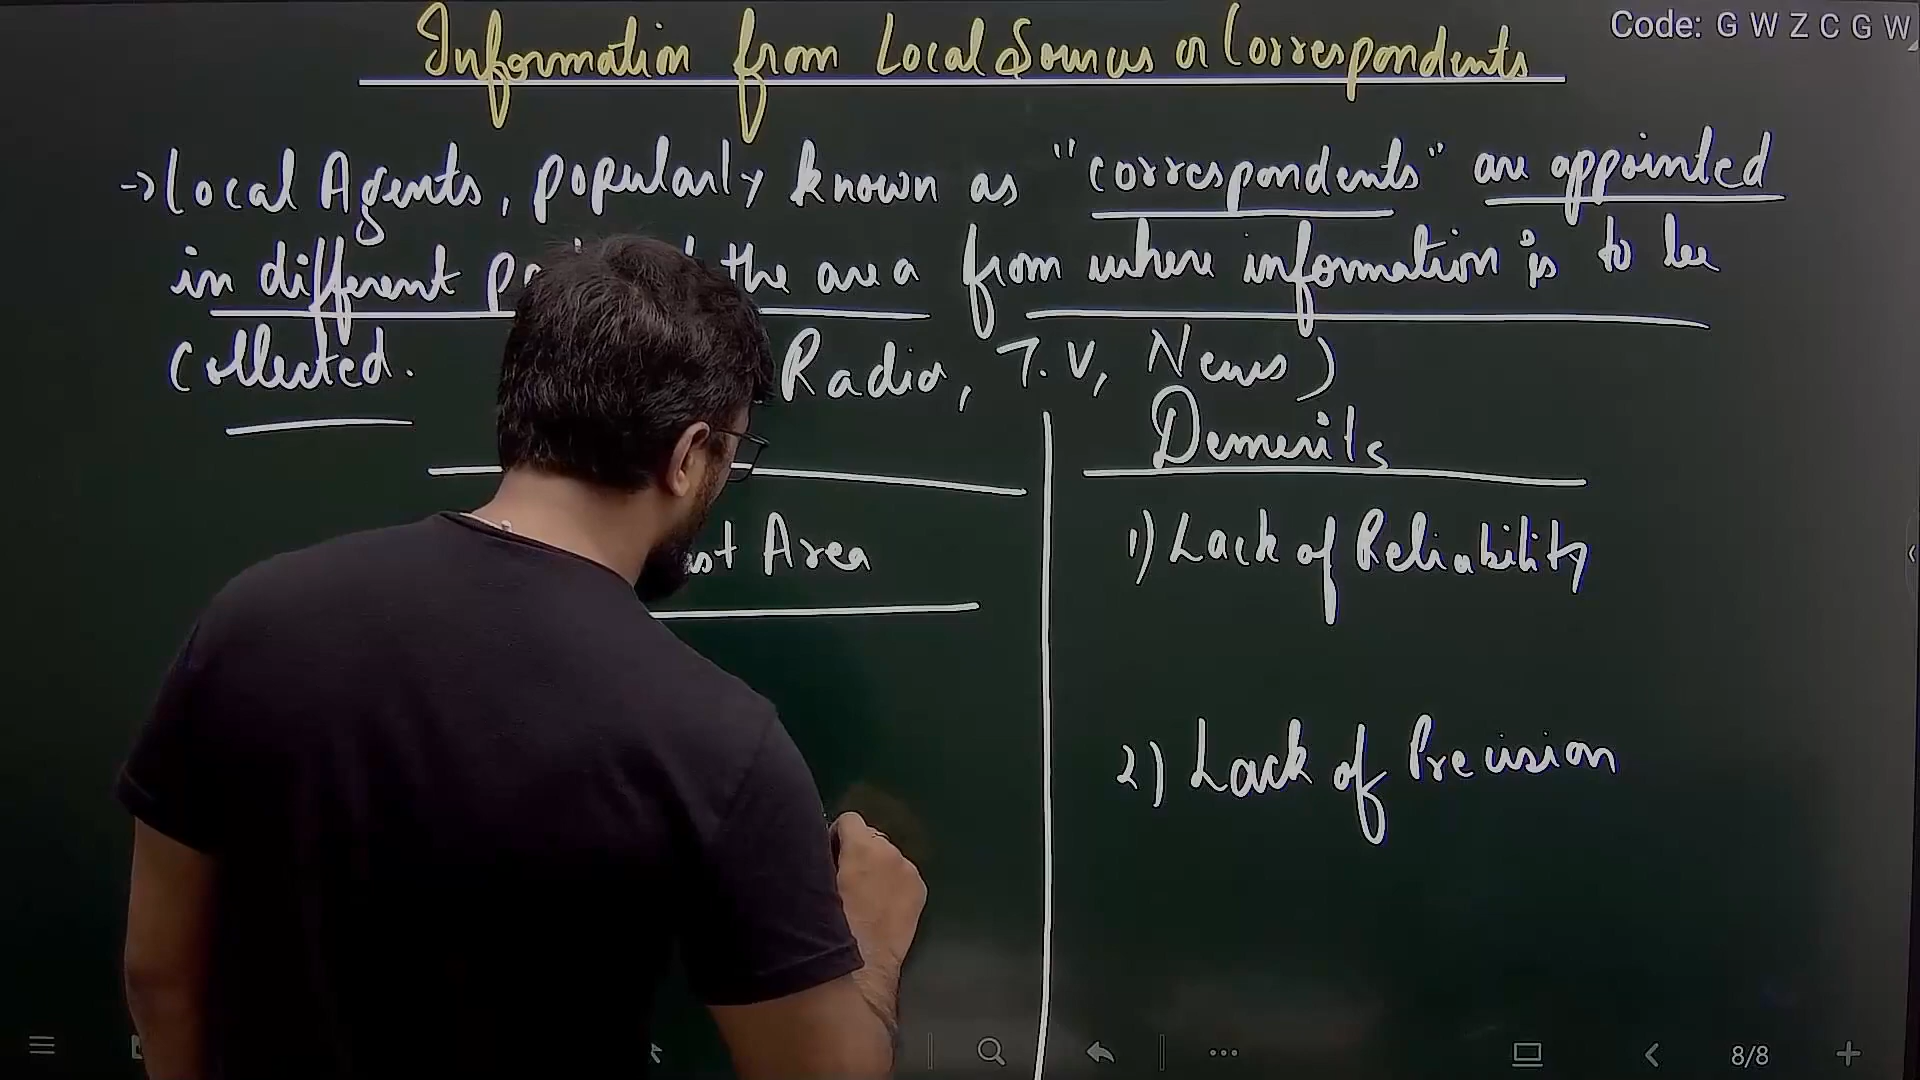 Code: G W Z C G W
Information from Local Sources or Correspondents
→ Local Agents, popularly known as "correspondents" are appointed
in different the area from where information is to be
collected. Radio, T.V, News)
Demerits
Area
1) Lack of Reliability
2) Lack of Precision
8/8